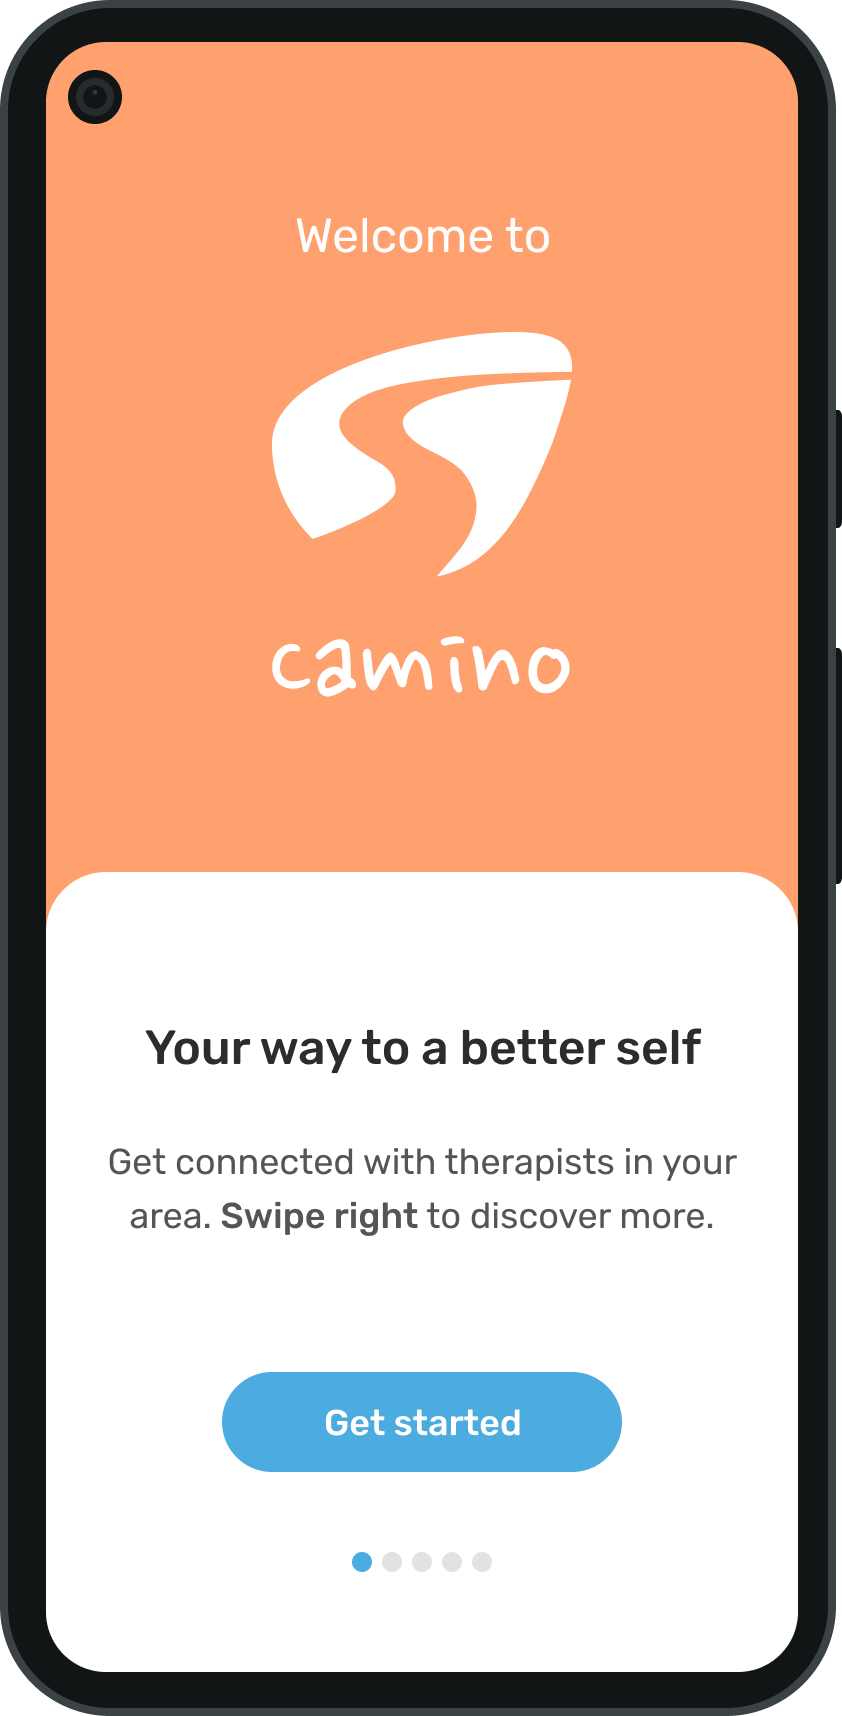 Welcome to
camino
Your way to a better self
Get connected with therapists in your
area. Swipe right to discover more.
Get started